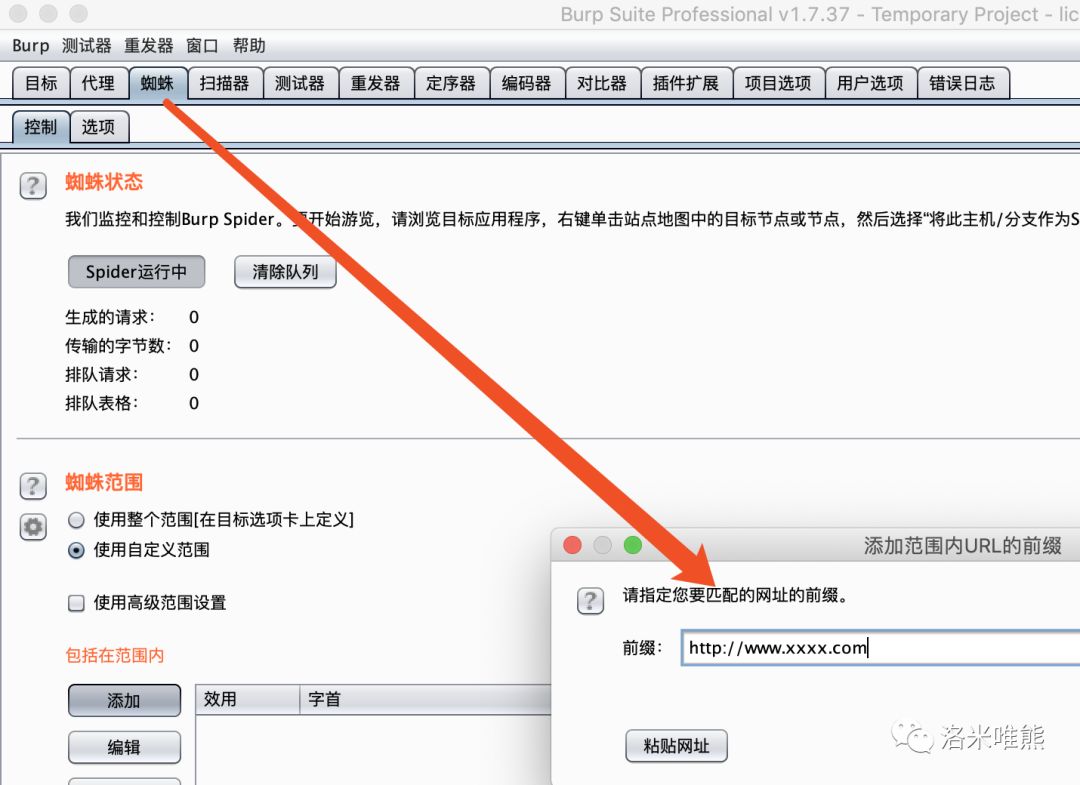 Burp Suite Professional v1.7.37 - Temporary Project - lic
Burp 测试器 重发器 窗口 帮助
目标 代理 蜘蛛 扫描器 测试器 重发器 定序器 编码器 对比器 插件扩展 项目选项 用户选项 错误日志
控制 选项
蜘蛛状态
我们监控和控制Burp Spider。要开始游览，请浏览目标应用程序，右键单击站点地图中的目标节点或节点，然后选择“将此主机/分支作为S
Spider运行中 清除队列
生成的请求： 0
传输的字节数： 0
排队请求： 0
排队表格： 0
蜘蛛范围
使用整个范围[在目标选项卡上定义]
使用自定义范围
使用高级范围设置
包括在范围内
添加 效用 字首
编辑
添加范围内URL的前缀
请指定您要匹配的网址的前缀。
前缀： http://www.xxxx.com
粘贴网址
洛米唯熊